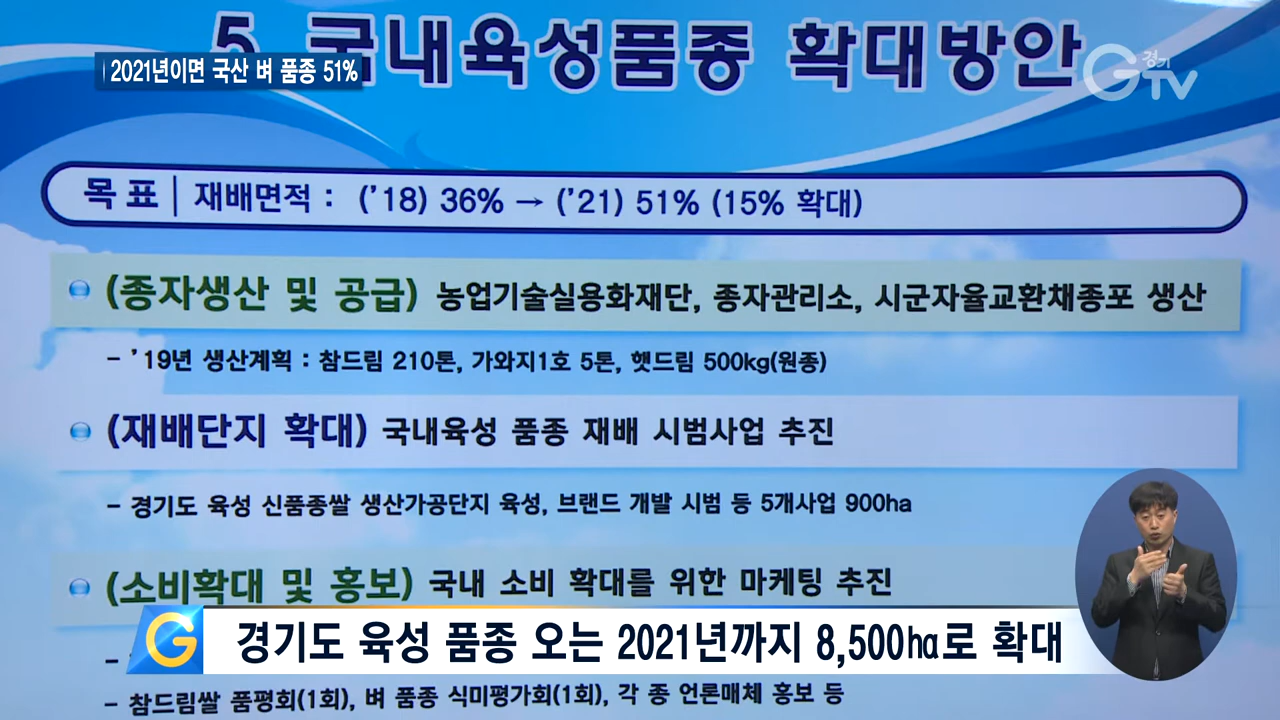 5. 국내육성품종 확대방안
2021년이면 국산 벼 품종 51%
경기
GTV
목 표 | 재배면적 : ('18) 36% → ('21) 51% (15% 확대)
(종자생산 및 공급) 농업기술실용화재단, 종자관리소, 시군자율교환채종포 생산
- '19년 생산계획 : 참드림 210톤, 가와지1호 5톤, 햇드림 500kg(원종)
(재배단지 확대) 국내육성 품종 재배 시범사업 추진
- 경기도 육성 신품종쌀 생산가공단지 육성, 브랜드 개발 시범 등 5개사업 900ha
(소비확대 및 홍보) 국내 소비 확대를 위한 마케팅 추진
G 경기도 육성 품종 오는 2021년까지 8,500㏊로 확대
- 참드림쌀 품평회(1회), 벼 품종 식미평가회(1회), 각 종 언론매체 홍보 등